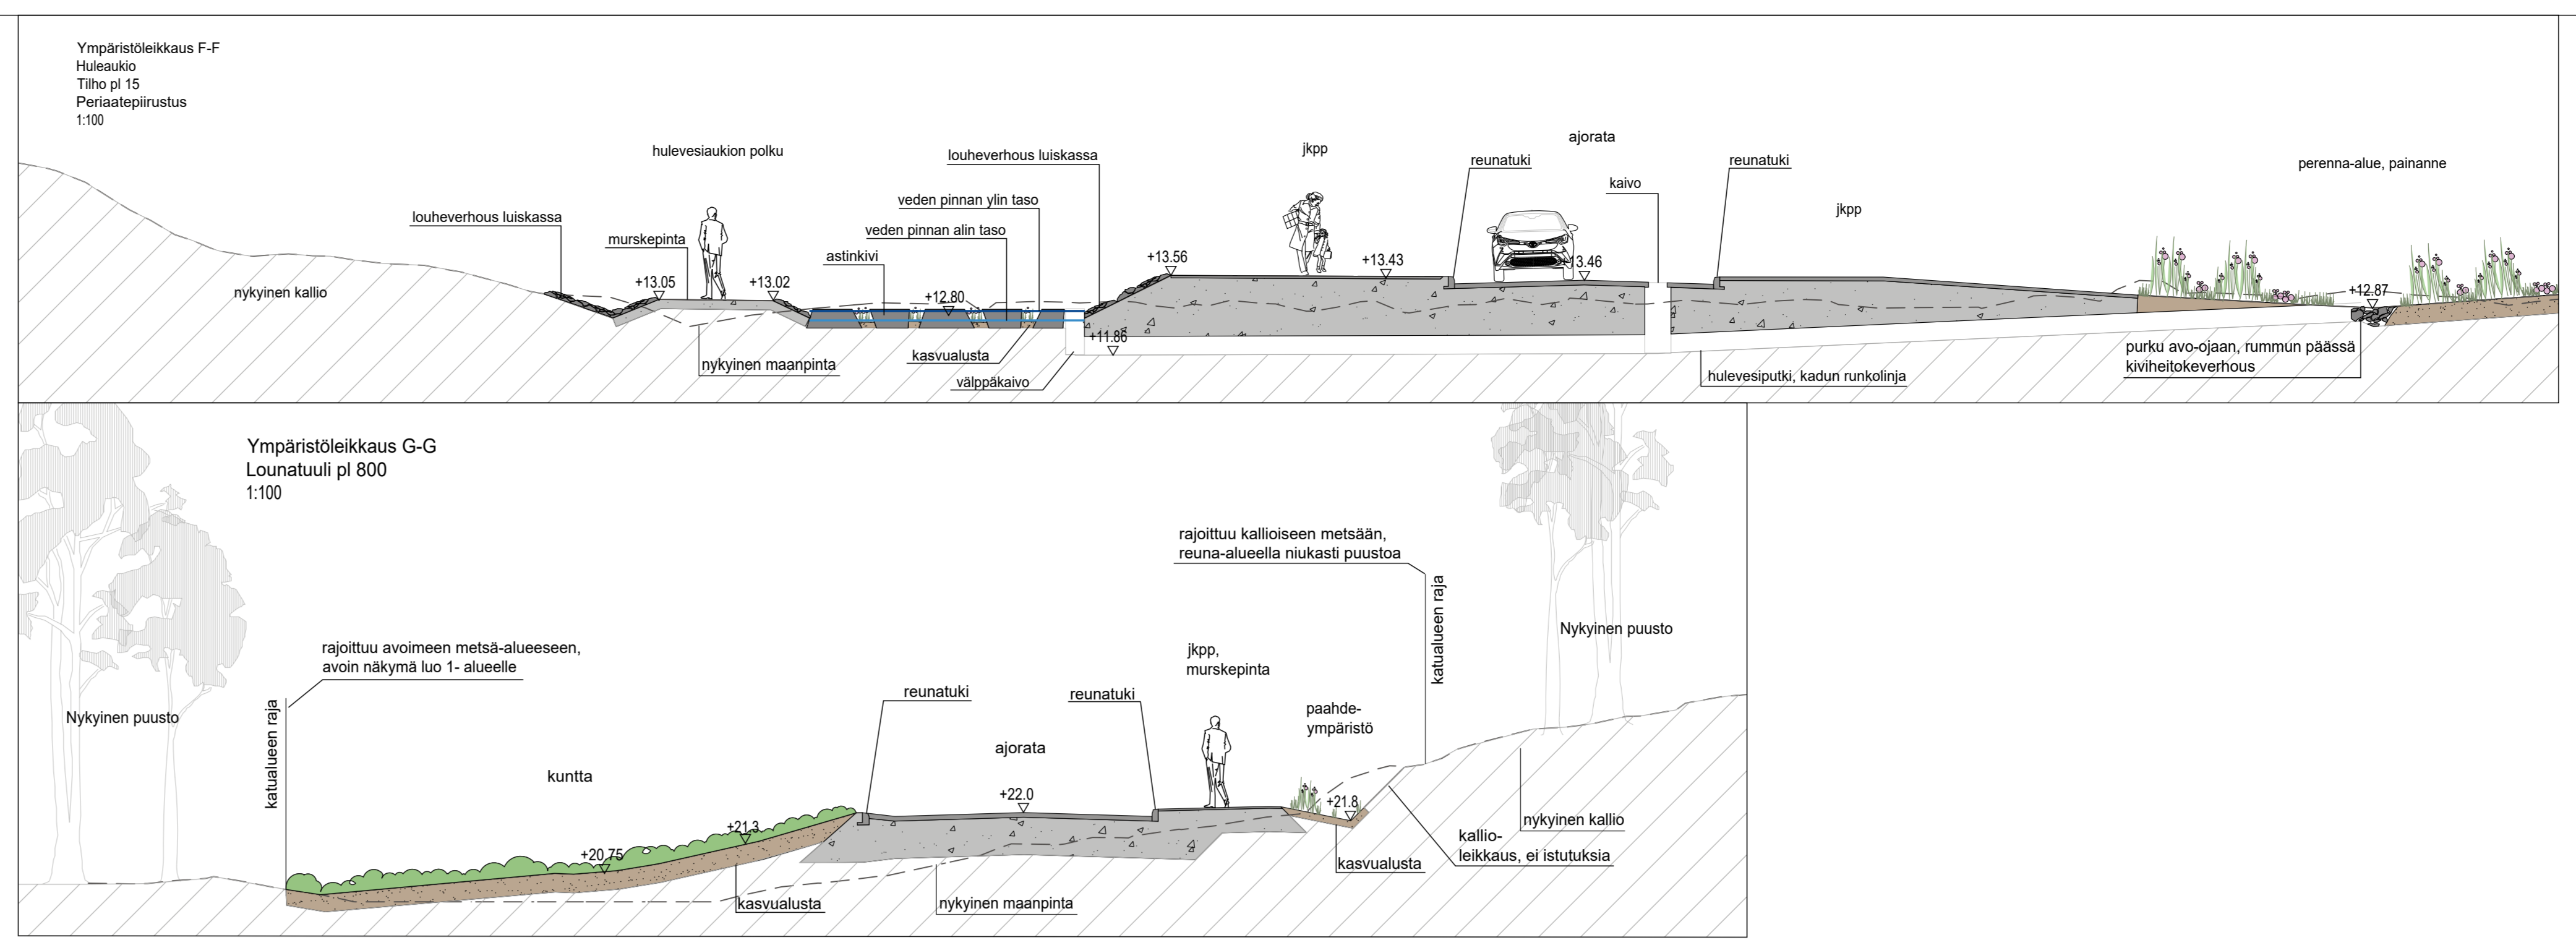 Ympäristöleikkaus F-F
Huleaukio
Tilho pl 15
Periaatepiirustus
1:100
hulevesiaukion polku
louheverhous luiskassa
jkpp
ajorata
reunatuki
reunatuki
kaivo
perenna-alue, painanne
veden pinnan ylin taso
louheverhous luiskassa
jkpp
veden pinnan alin taso
murskepinta
astinkivi
nykyinen kallio
+13.05
+13.02
+12.80
+13.56
+13.43
+13.46
+12.87
+11.86
nykyinen maanpinta
kasvualusta
välppäkaivo
hulevesiputki, kadun runkolinja
purku avo-ojaan, rummun päässä
kiviheitokeverhous
Ympäristöleikkaus G-G
Lounatuuli pl 800
1:100
rajoittuu kallioiseen metsään,
reuna-alueella niukasti puustoa
katualueen raja
Nykyinen puusto
rajoittuu avoimeen metsä-alueeseen,
avoin näkymä luo 1- alueelle
jkpp,
murskepinta
reunatuki
reunatuki
katualueen raja
Nykyinen puusto
paahde-
ympäristö
ajorata
kuntta
+22.0
+21.8
+21.3
+20.75
nykyinen kallio
kallio-
leikkaus, ei istutuksia
kasvualusta
kasvualusta
nykyinen maanpinta